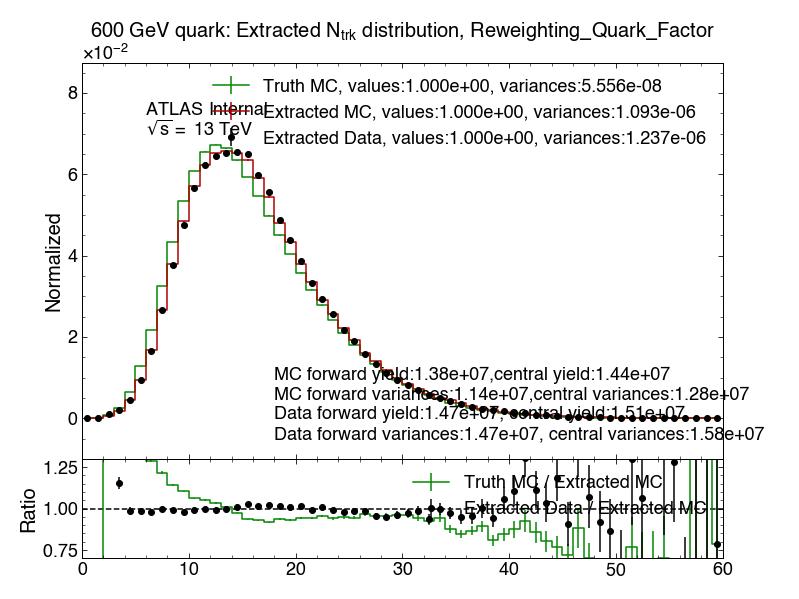 600 GeV quark: Extracted Ntrk distribution, Reweighting_Quark_Factor
×10−2
Truth MC, values:1.000e+00, variances:5.556e-08
ATLAS Internal
Extracted MC, values:1.000e+00, variances:1.093e-06
√s = 13 TeV
Extracted Data, values:1.000e+00, variances:1.237e-06
8
6
4
2
0
Normalized
MC forward yield:1.38e+07,central yield:1.44e+07
MC forward variances:1.14e+07,central variances:1.28e+07
Data forward yield:1.47e+07, central yield:1.51e+07
Data forward variances:1.47e+07, central variances:1.58e+07
1.25
1.00
0.75
Ratio
Truth MC / Extracted MC
Extracted Data / Extracted MC
0 10 20 30 40 50 60